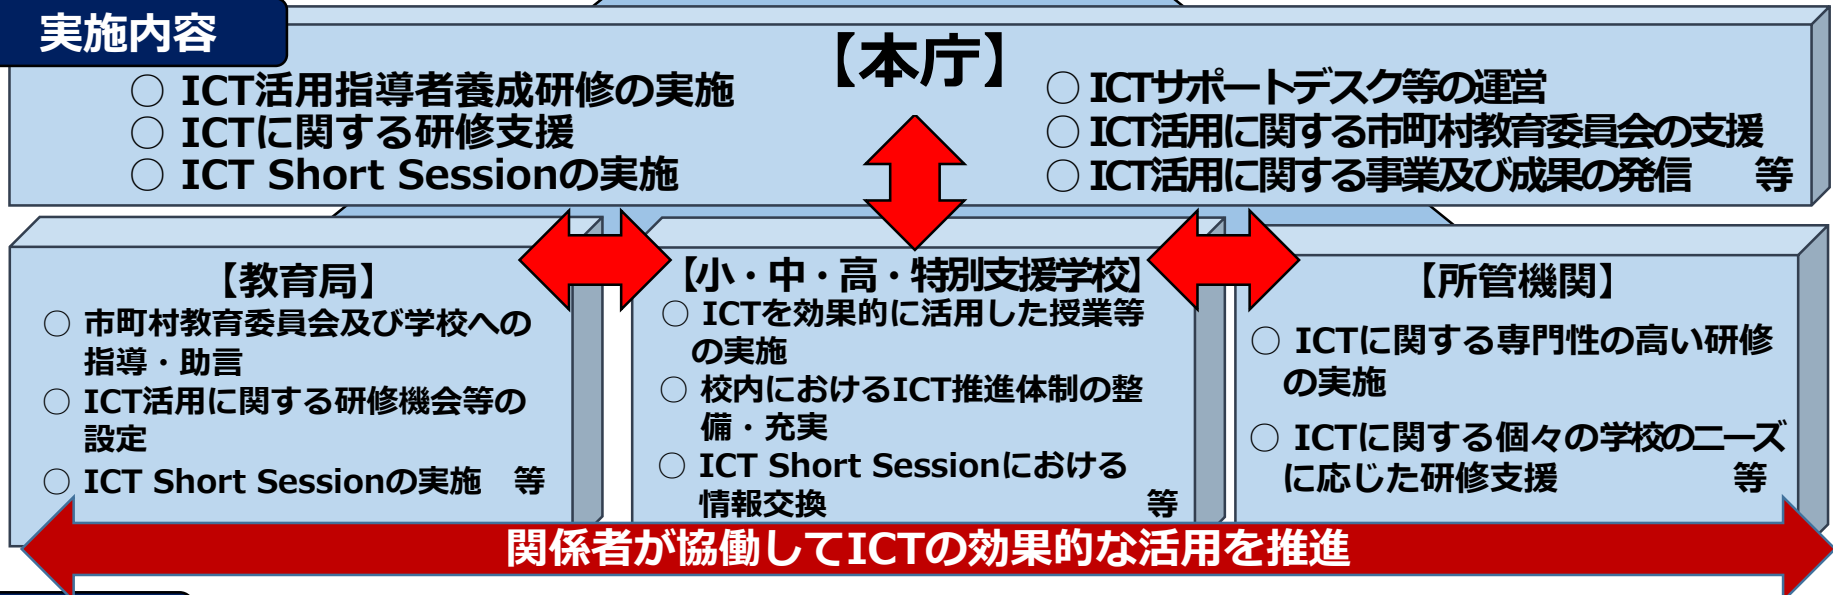 実施内容
【本庁】
○ ICT活用指導者養成研修の実施
○ ICTに関する研修支援
○ ICT Short Sessionの実施
○ ICTサポートデスク等の運営
○ ICT活用に関する市町村教育委員会の支援
○ ICT活用に関する事業及び成果の発信　等
【教育局】
○ 市町村教育委員会及び学校への
指導・助言
○ ICT活用に関する研修機会等の
設定
○ ICT Short Sessionの実施　等
【小・中・高・特別支援学校】
○ ICTを効果的に活用した授業等
の実施
○ 校内におけるICT推進体制の整
備・充実
○ ICT Short Sessionにおける
情報交換　等
【所管機関】
○ ICTに関する専門性の高い研修
の実施
○ ICTに関する個々の学校のニーズ
に応じた研修支援　等
関係者が協働してICTの効果的な活用を推進